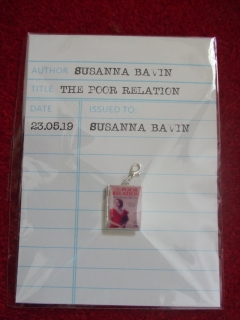 AUTHOR SUSANNA BAVIN
TITLE THE POOR RELATION
DATE ISSUED TO:
23.05.19 SUSANNA BAVIN